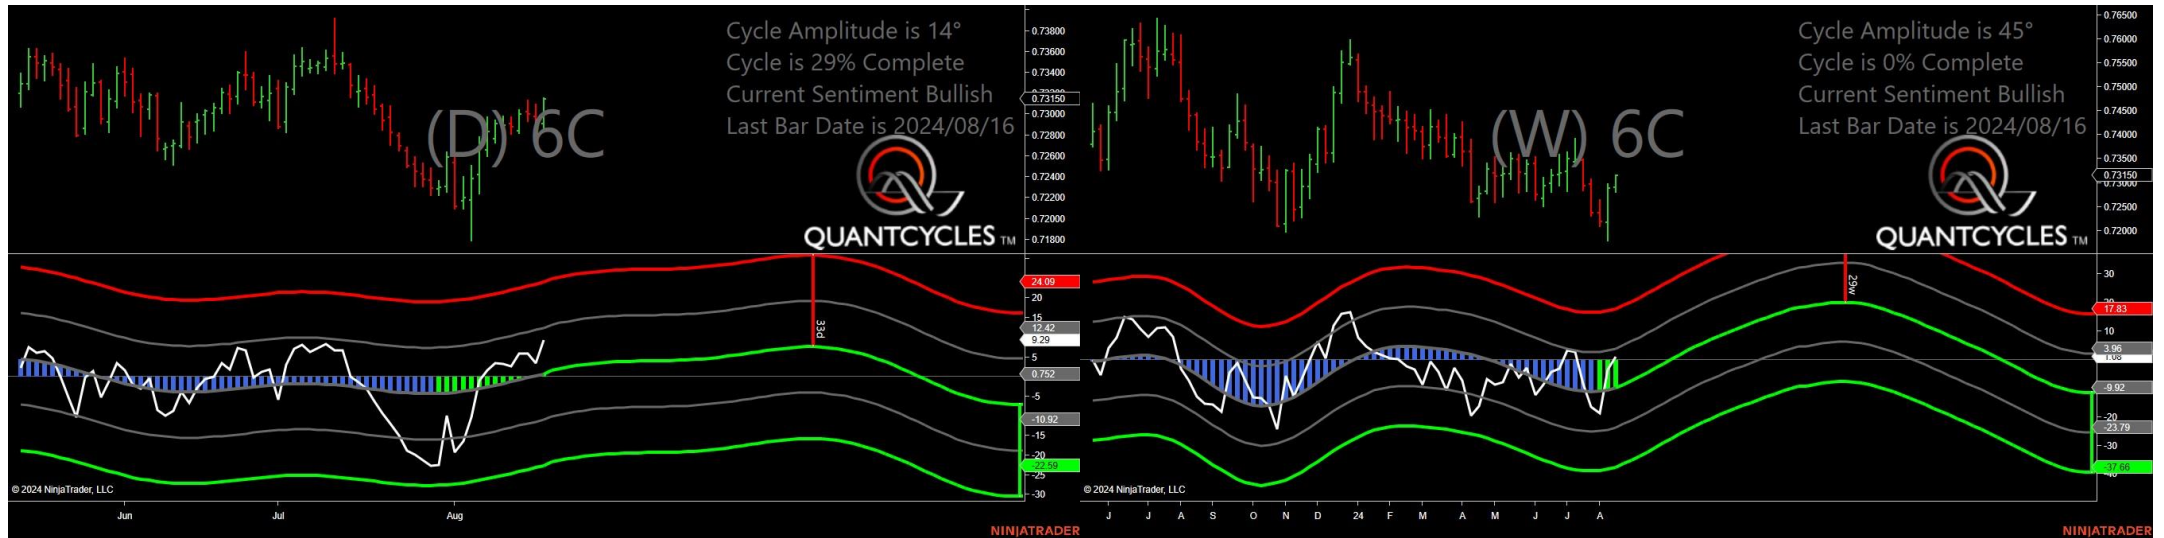 Cycle Amplitude is 14°
Cycle is 29% Complete
Current Sentiment Bullish
Last Bar Date is 2024/08/16
(D) 6C
QUANTCYCLES TM
0.73800
0.73600
0.73400
0.73150
0.73000
0.72800
0.72600
0.72400
0.72200
0.72000
0.71800
33d
24.09
20
15
12.42
9.29
5
0.752
-5
-10.92
-15
-20
-22.59
-25
-30
© 2024 NinjaTrader, LLC
Jun Jul Aug
NINJATRADER
Cycle Amplitude is 45°
Cycle is 0% Complete
Current Sentiment Bullish
Last Bar Date is 2024/08/16
(W) 6C
QUANTCYCLES TM
0.76500
0.76000
0.75500
0.75000
0.74500
0.74000
0.73500
0.73150
0.73000
0.72500
0.72000
29w
30
17.83
10
3.96
1.08
-9.92
-20
-23.79
-30
-37.66
© 2024 NinjaTrader, LLC
J J A S O N D 24 F M A M J J A
NINJATRADER